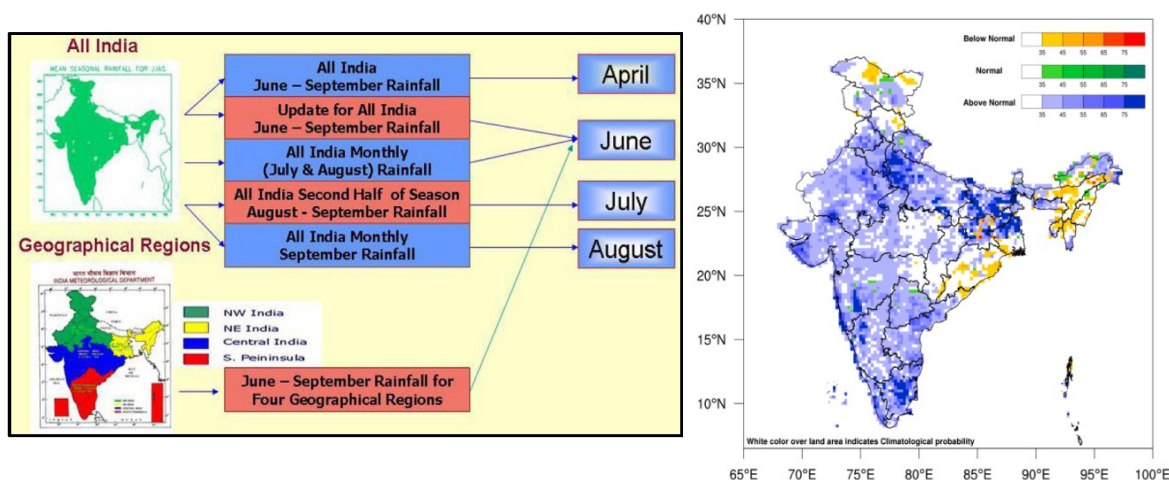 All India
MEAN SEASONAL RAINFALL FOR JJAS
All India
June – September Rainfall
Update for All India
June – September Rainfall
All India Monthly
(July & August) Rainfall
All India Second Half of Season
August - September Rainfall
All India Monthly
September Rainfall
April
June
July
August
Geographical Regions
भारत मौसम विज्ञान विभाग
INDIA METEOROLOGICAL DEPARTMENT
NW India
NE India
Central India
S. Peininsula
June – September Rainfall for
Four Geographical Regions
40°N
35°N
30°N
25°N
20°N
15°N
10°N
Below Normal
35 45 55 65 75
Normal
35 45 55 65 75
Above Normal
35 45 55 65 75
White color over land area indicates Climatological probability
65°E 70°E 75°E 80°E 85°E 90°E 95°E 100°E